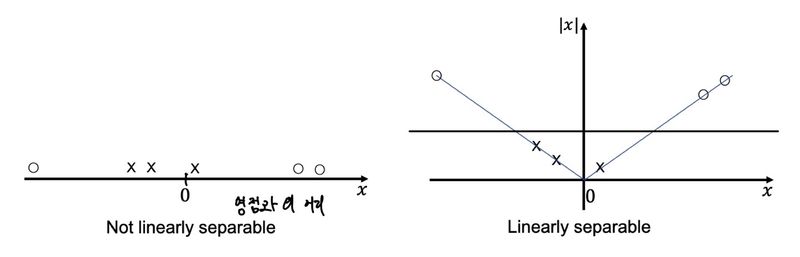 0
x
영점과의 거리
Not linearly separable
|x|
0
x
Linearly separable